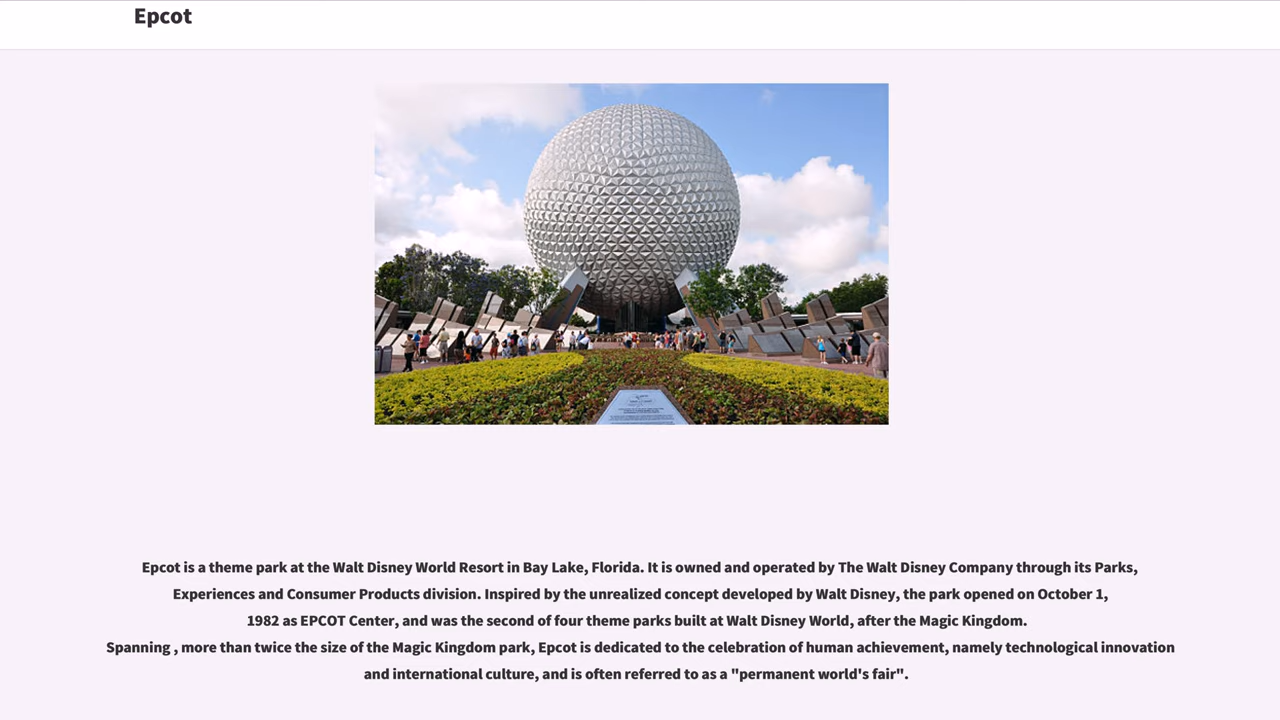 Epcot
Epcot is a theme park at the Walt Disney World Resort in Bay Lake, Florida. It is owned and operated by The Walt Disney Company through its Parks,
Experiences and Consumer Products division. Inspired by the unrealized concept developed by Walt Disney, the park opened on October 1,
1982 as EPCOT Center, and was the second of four theme parks built at Walt Disney World, after the Magic Kingdom.
Spanning , more than twice the size of the Magic Kingdom park, Epcot is dedicated to the celebration of human achievement, namely technological innovation
and international culture, and is often referred to as a "permanent world's fair".